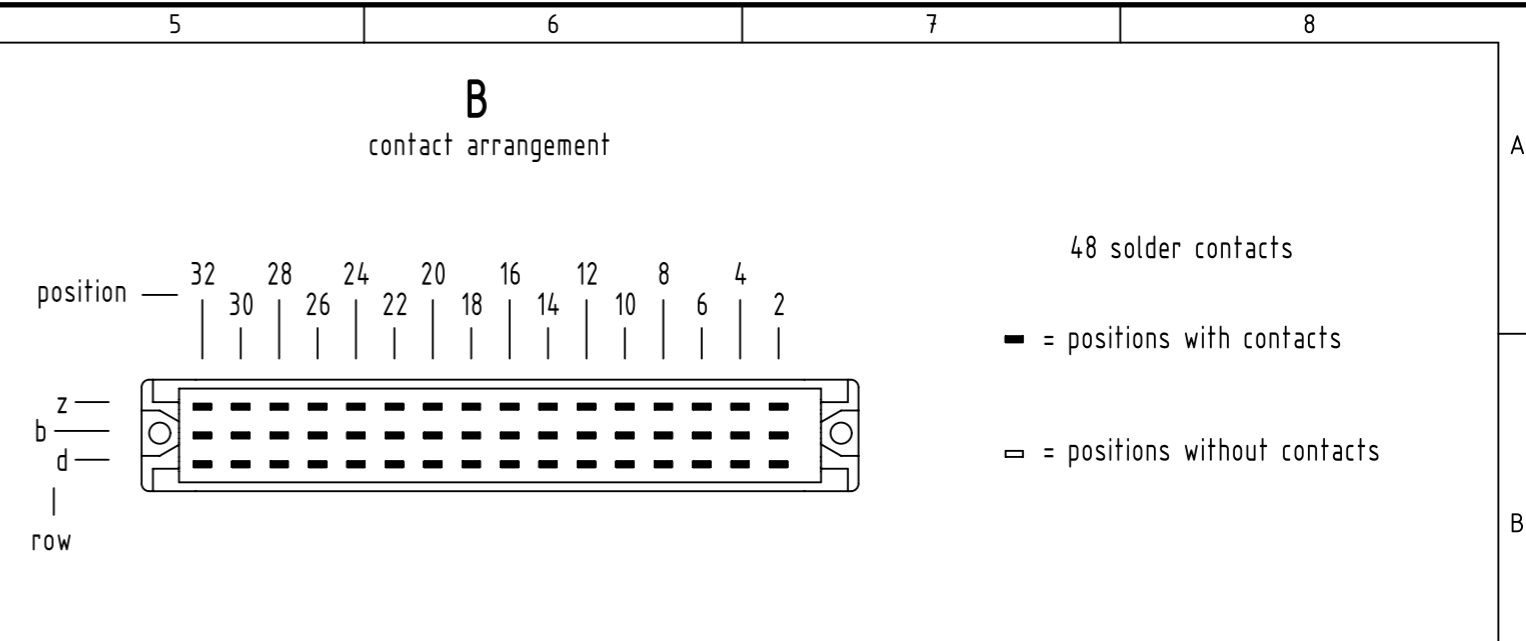 5 6 7 8
B
contact arrangement
A
48 solder contacts
position 32 28 24 20 16 12 8 4
30 26 22 18 14 10 6 2
= positions with contacts
z
b
d
= positions without contacts
B
row